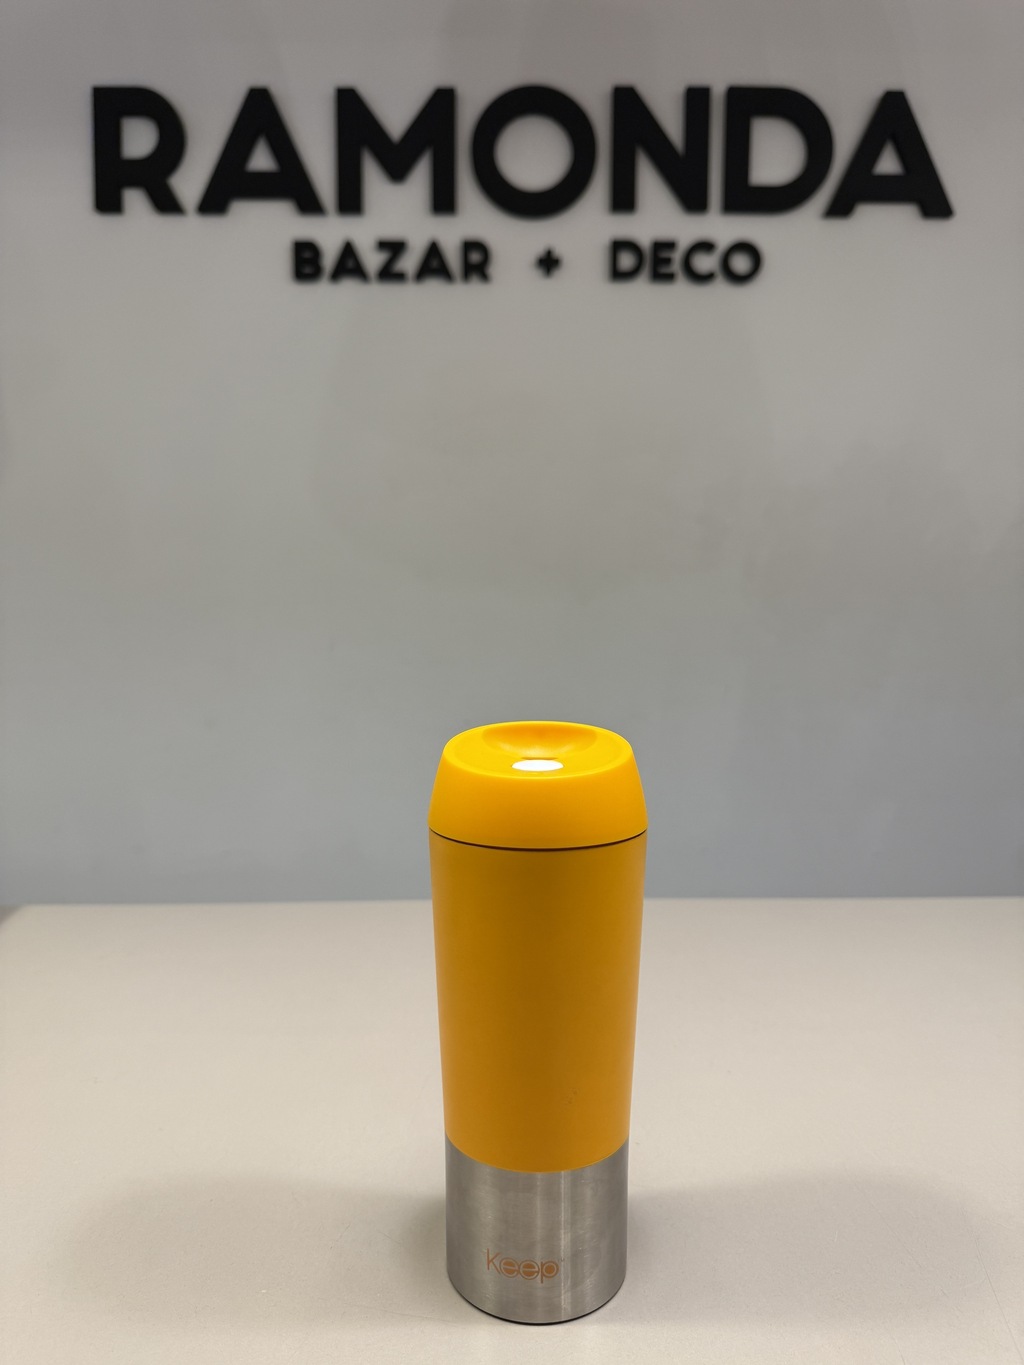 RAMONDA
BAZAR + DECO
Keep